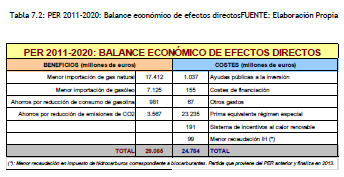 Tabla 7.2: PER 2011-2020: Balance económico de efectos directosFUENTE: Elaboración Propia
PER 2011-2020: BALANCE ECONÓMICO DE EFECTOS DIRECTOS
BENEFICIOS (millones de euros) COSTES (millones de euros)
Menor importación de gas natural 17.412 1.037 Ayudas públicas a la inversión
Menor importación de gasóleo 7.125 155 Costes de financiación
Ahorros por reducción de consumo de gasolina 981 67 Otros gastos
Ahorros por reducción de emisiones de CO2 3.567 23.235 Prima equivalente régimen especial
191 Sistema de incentivos al calor renovable
99 Menor recaudación IH (*)
TOTAL 29.085 24.784 TOTAL
(*): Menor recaudación en impuesto de hidrocarburos correspondiente a biocarburantes. Partida que proviene del PER anterior y finaliza en 2013.